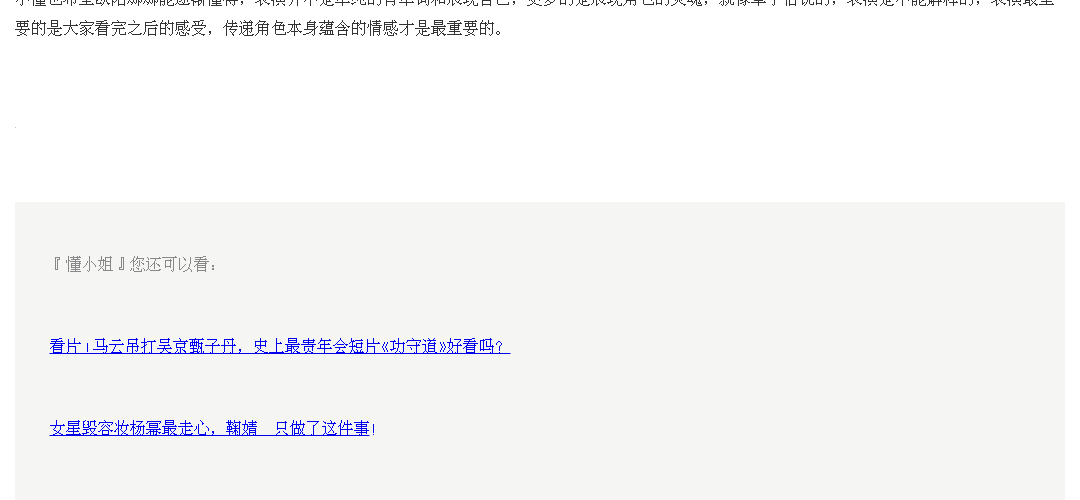 要的是大家看完之后的感受，传递角色本身蕴含的情感才是最重要的。
『懂小姐』您还可以看：
看片|马云吊打吴京甄子丹，史上最贵年会短片《功守道》好看吗？
女星毁容妆杨幂最走心，鞠婧 只做了这件事!